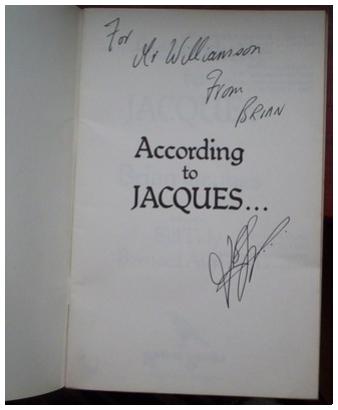 For
Mr Williamson
From
BRIAN
According
to
JACQUES...